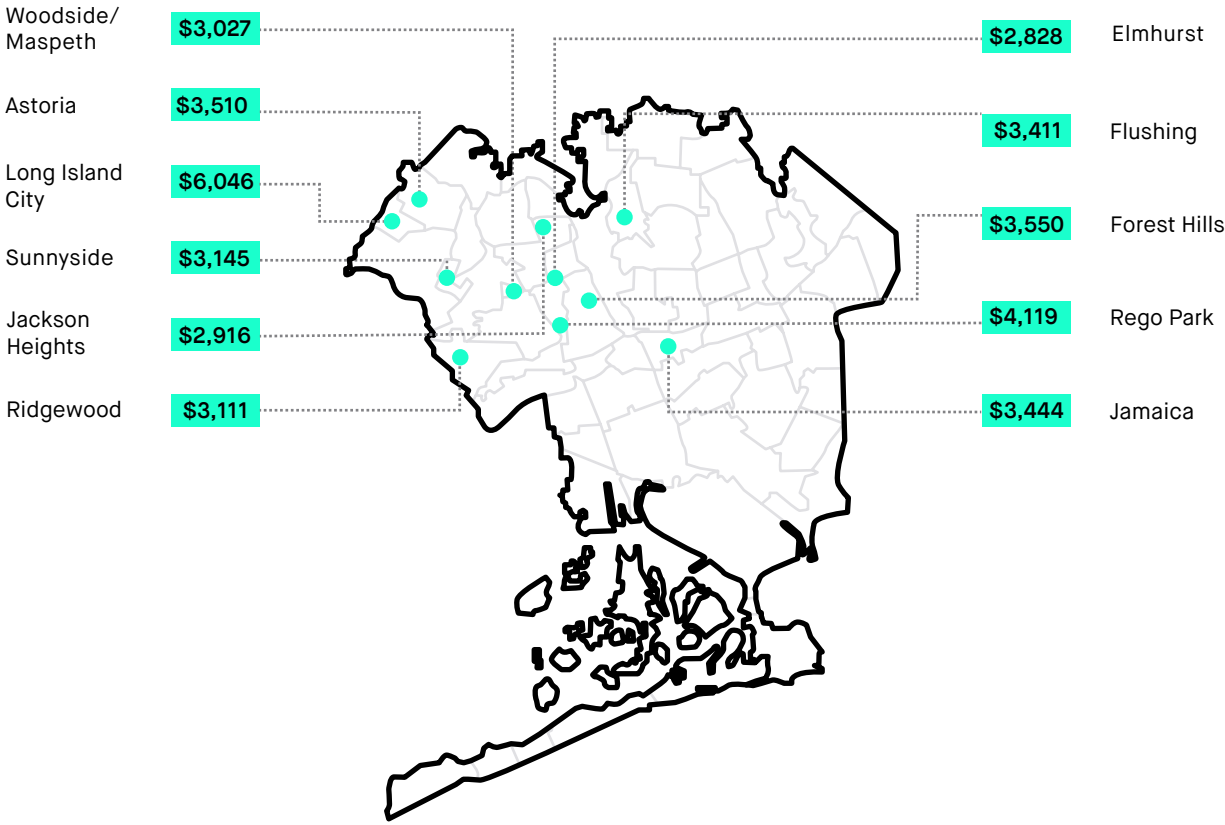 Woodside/
Maspeth
$3,027
Astoria
$3,510
Long Island
City
$6,046
Sunnyside
$3,145
Jackson
Heights
$2,916
Ridgewood
$3,111
$2,828
Elmhurst
$3,411
Flushing
$3,550
Forest Hills
$4,119
Rego Park
$3,444
Jamaica